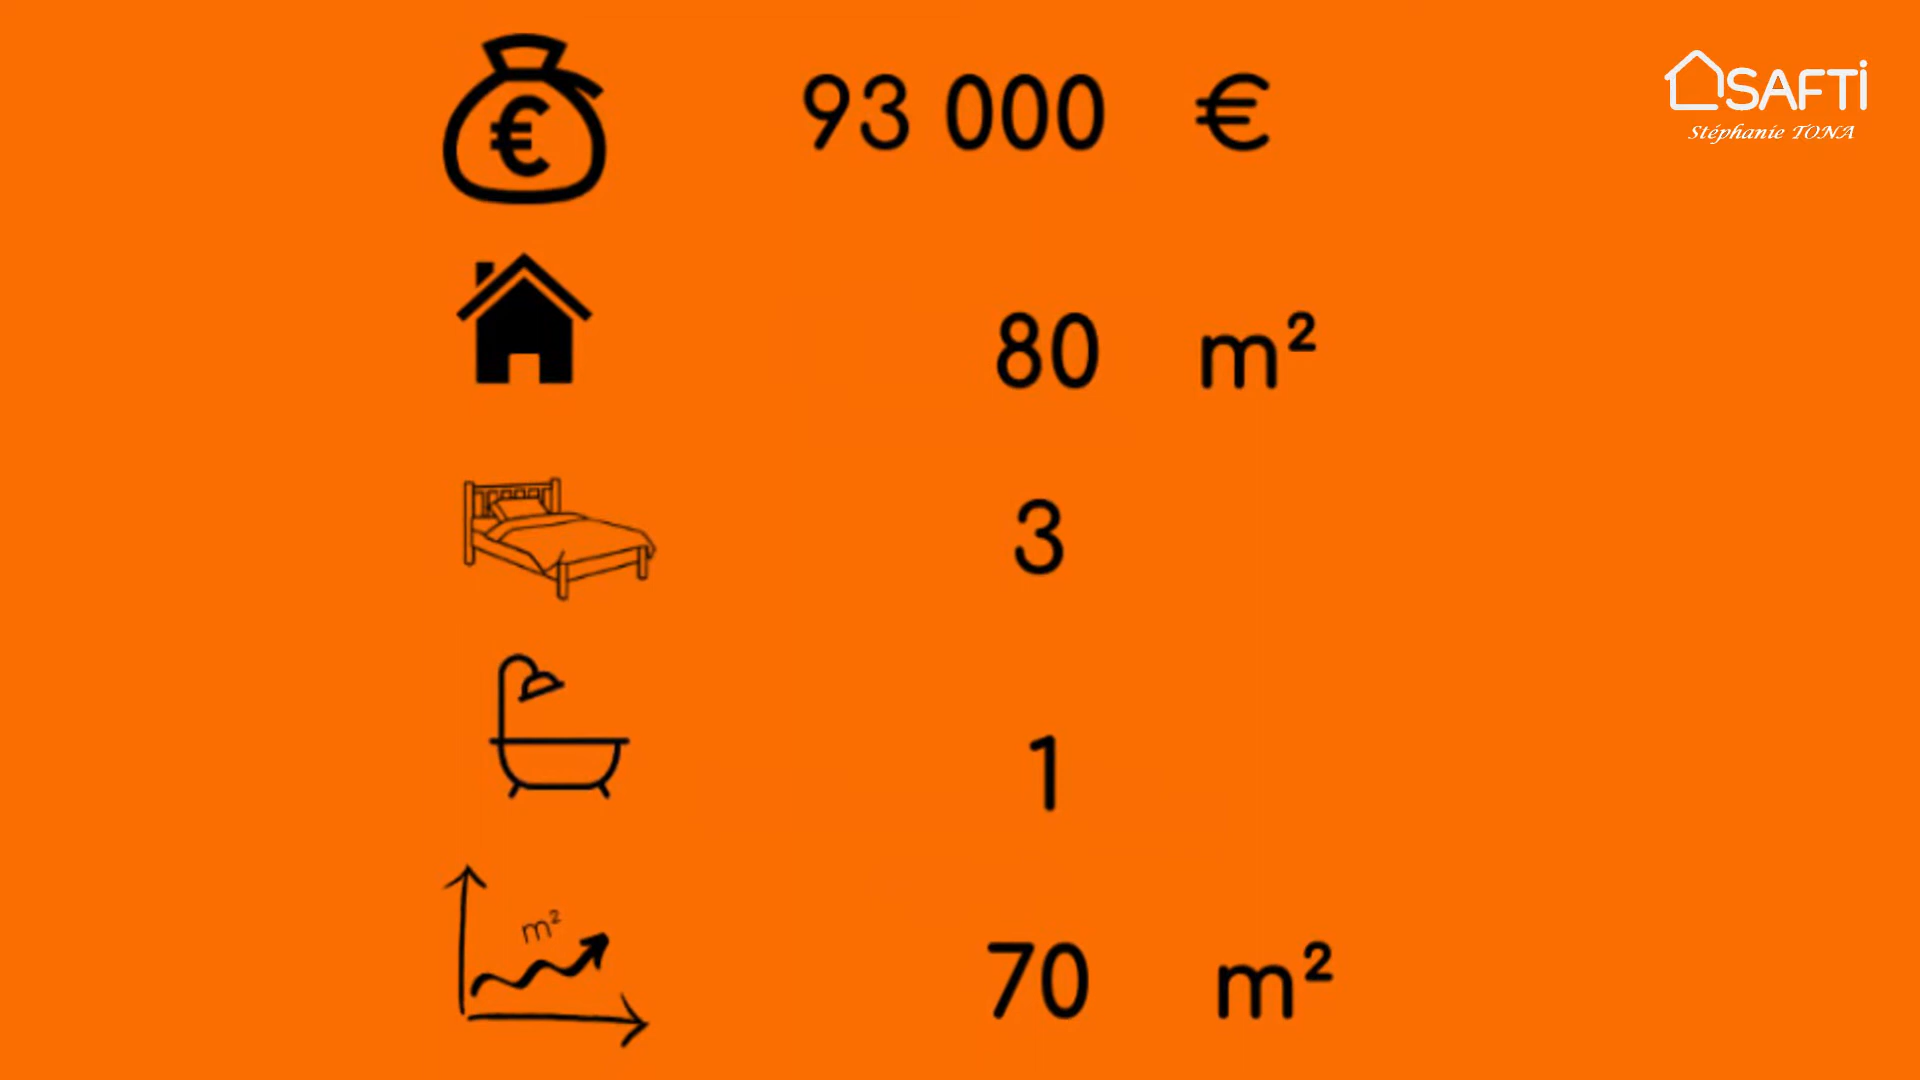 €
93 000 €
SAFTI
Stéphanie TONA
80 m²
3
1
m²
70 m²